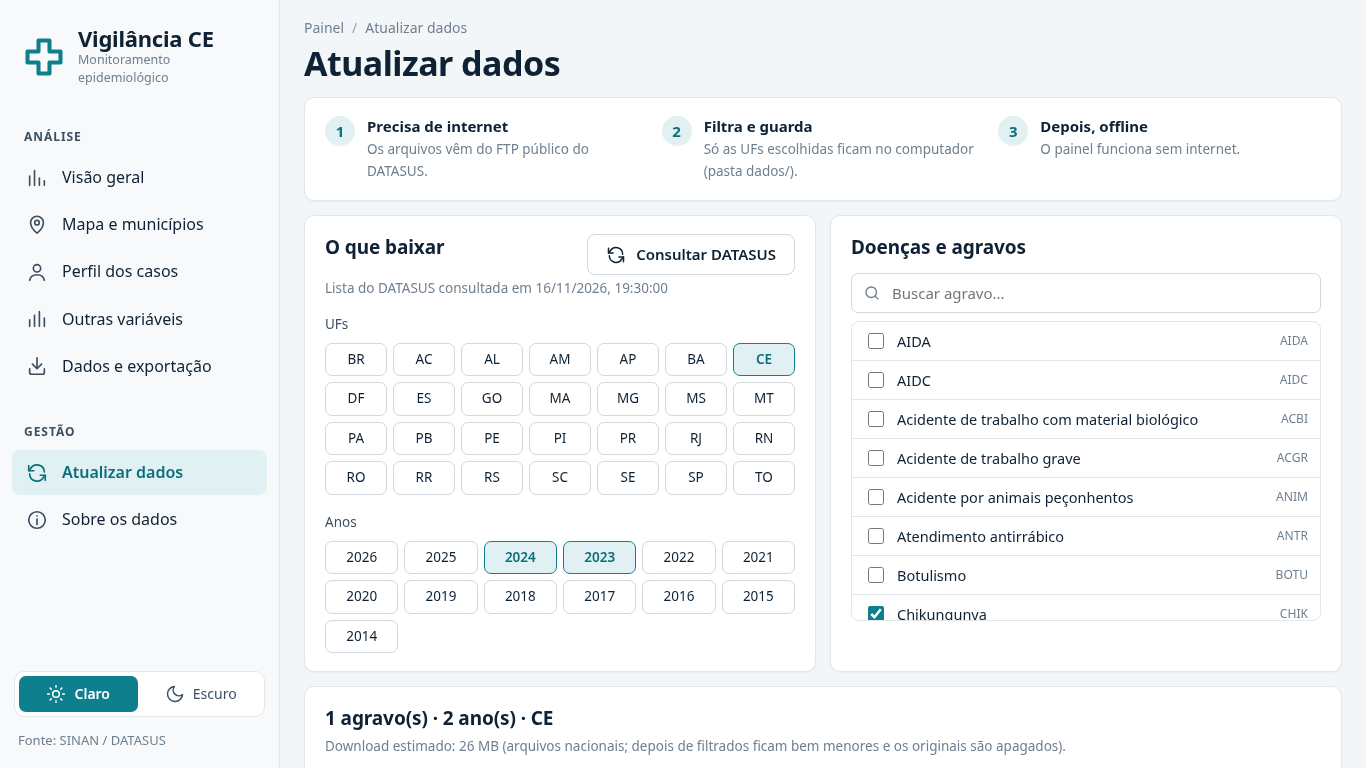 Vigilância CE
Monitoramento
epidemiológico
ANÁLISE
Visão geral
Mapa e municípios
Perfil dos casos
Outras variáveis
Dados e exportação
GESTÃO
Atualizar dados
Sobre os dados
Claro
Escuro
Fonte: SINAN / DATASUS
Painel / Atualizar dados
Atualizar dados
1
Precisa de internet
Os arquivos vêm do FTP público do
DATASUS.
2
Filtra e guarda
Só as UFs escolhidas ficam no computador
(pasta dados/).
3
Depois, offline
O painel funciona sem internet.
O que baixar
Consultar DATASUS
Lista do DATASUS consultada em 16/11/2026, 19:30:00
UFs
BR AC AL AM AP BA CE
DF ES GO MA MG MS MT
PA PB PE PI PR RJ RN
RO RR RS SC SE SP TO
Anos
2026 2025 2024 2023 2022 2021
2020 2019 2018 2017 2016 2015
2014
Doenças e agravos
Buscar agravo...
AIDA AIDA
AIDC AIDC
Acidente de trabalho com material biológico ACBI
Acidente de trabalho grave ACGR
Acidente por animais peçonhentos ANIM
Atendimento antirrábico ANTR
Botulismo BOTU
Chikungunya CHIK
1 agravo(s) · 2 ano(s) · CE
Download estimado: 26 MB (arquivos nacionais; depois de filtrados ficam bem menores e os originais são apagados).